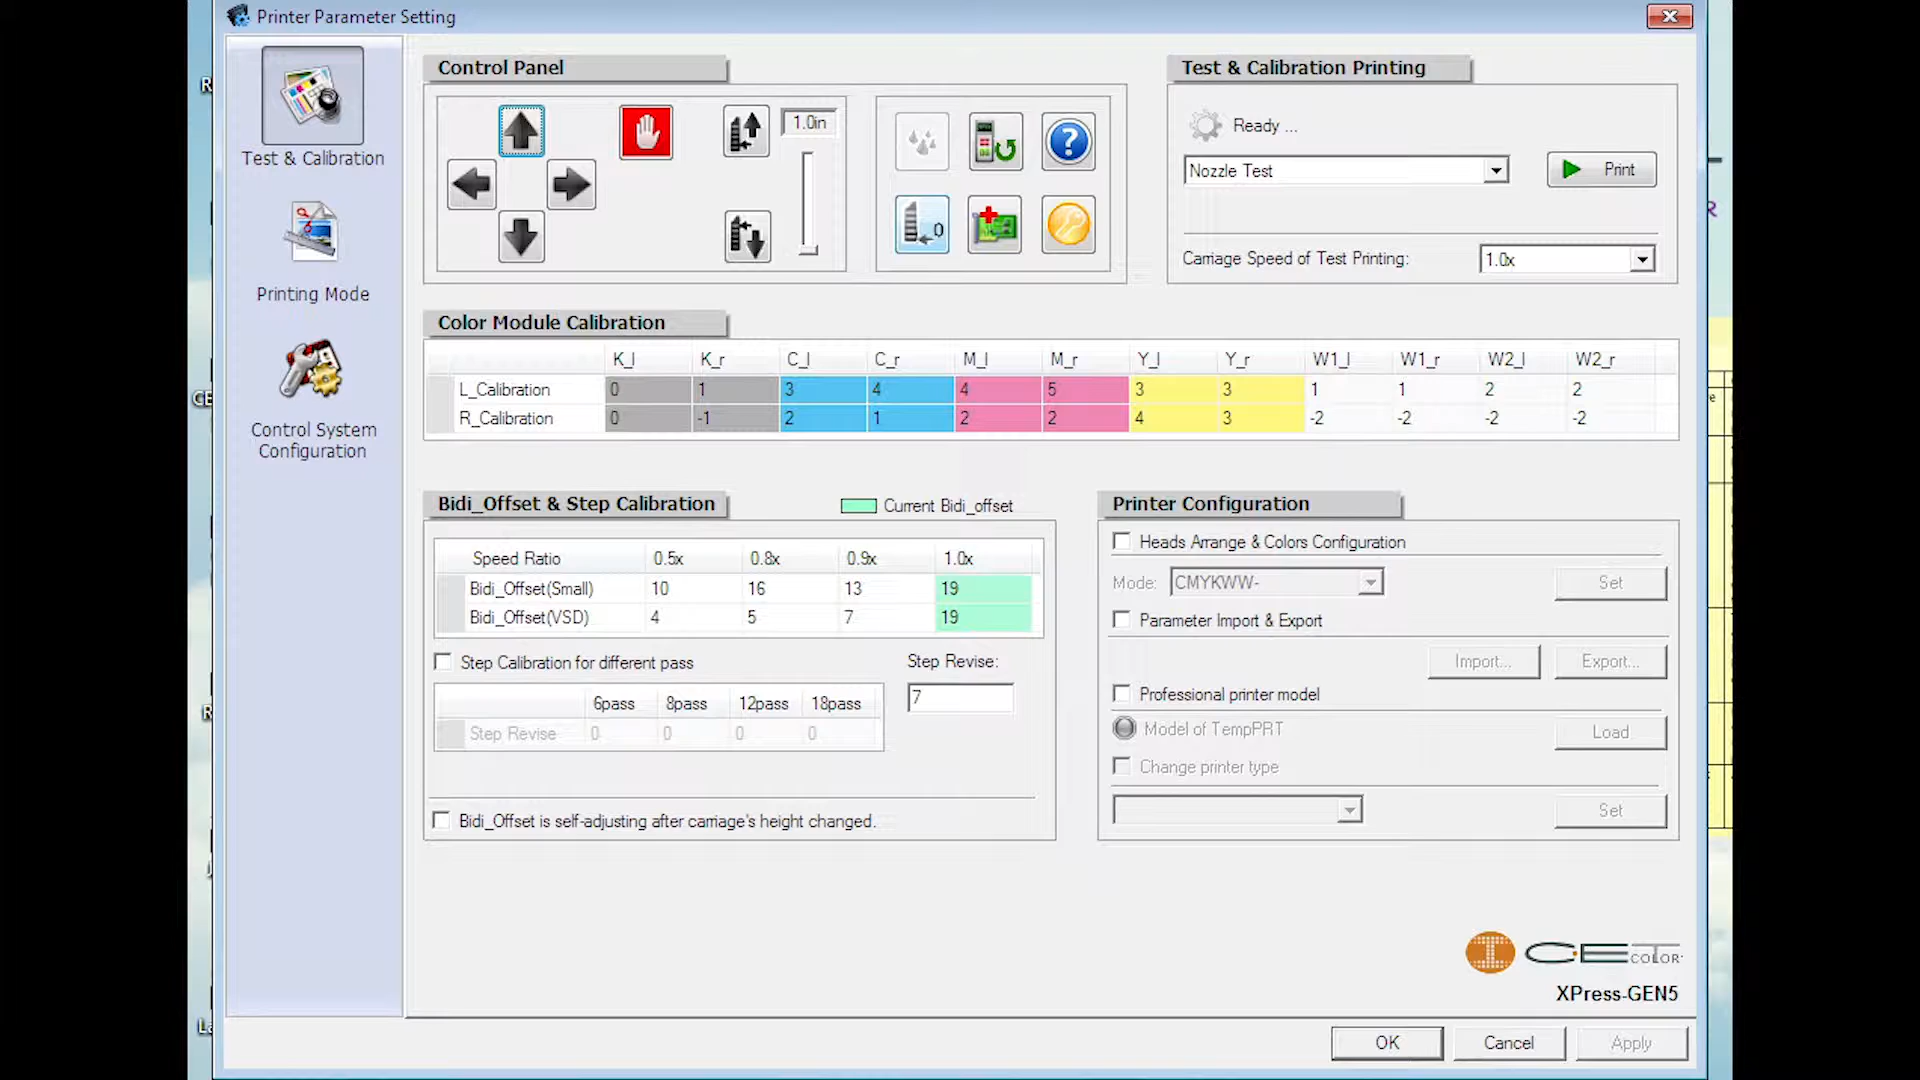 Printer Parameter Setting
Test & Calibration
Printing Mode
Control System
Configuration
Control Panel
1.0in
0
Test & Calibration Printing
Ready ...
Nozzle Test
Print
Carriage Speed of Test Printing:
1.0x
Color Module Calibration
K_l K_r C_l C_r M_l M_r Y_l Y_r W1_l W1_r W2_l W2_r
L_Calibration 0 1 3 4 4 5 3 3 1 1 2 2
R_Calibration 0 -1 2 1 2 2 4 3 -2 -2 -2 -2
Bidi_Offset & Step Calibration
Current Bidi_offset
Speed Ratio 0.5x 0.8x 0.9x 1.0x
Bidi_Offset(Small) 10 16 13 19
Bidi_Offset(VSD) 4 5 7 19
Step Calibration for different pass
Step Revise:
7
6pass 8pass 12pass 18pass
Step Revise 0 0 0 0
Bidi_Offset is self-adjusting after carriage's height changed.
Printer Configuration
Heads Arrange & Colors Configuration
Mode: CMYKWW- Set
Parameter Import & Export
Import... Export...
Professional printer model
Model of TempPRT Load
Change printer type
Set
CET COLOR
XPress-GEN5
OK Cancel Apply